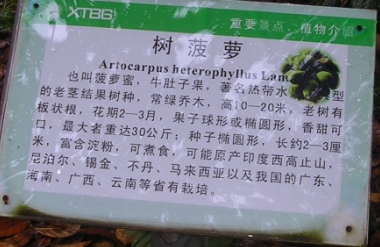 XTBG
重要景点、植物介绍
树菠萝
Artocarpus heterophyllus Lam
也叫菠萝蜜，牛肚子果，著名热带水 型
的老茎结果树种，常绿乔木，高10—20米，老树有
板状根，花期2—3月，果子球形或椭圆形，香甜可
口，最大者重达30公斤；种子椭圆形，长约2—3厘
米，富含淀粉，可煮食，可能原产印度西高止山，
尼泊尔、锡金、不丹、马来西亚以及我国的广东、
海南、广西、云南等省有栽培。